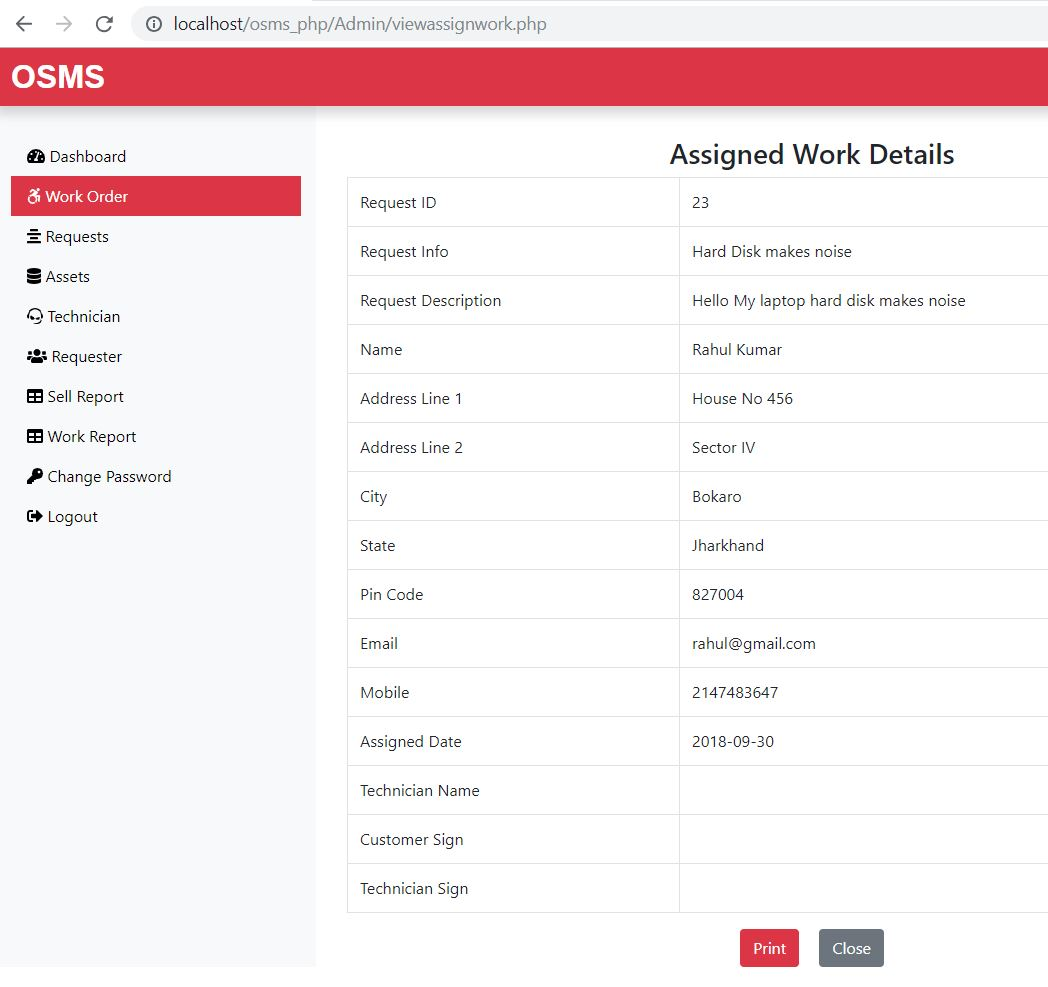 localhost/osms_php/Admin/viewassignwork.php
OSMS
Dashboard
Work Order
Requests
Assets
Technician
Requester
Sell Report
Work Report
Change Password
Logout
Assigned Work Details
Request ID 23
Request Info Hard Disk makes noise
Request Description Hello My laptop hard disk makes noise
Name Rahul Kumar
Address Line 1 House No 456
Address Line 2 Sector IV
City Bokaro
State Jharkhand
Pin Code 827004
Email rahul@gmail.com
Mobile 2147483647
Assigned Date 2018-09-30
Technician Name
Customer Sign
Technician Sign
Print Close